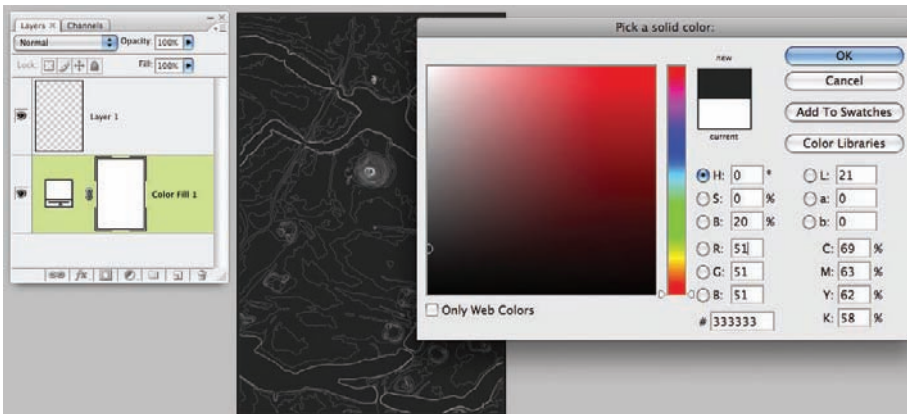 Layers × Channels
Normal Opacity: 100%
Lock: Fill: 100%
Layer 1
Color Fill 1
fx
Pick a solid color:
new
current
OK
Cancel
Add To Swatches
Color Libraries
H: 0 °
S: 0 %
B: 20 %
R: 51
G: 51
B: 51
# 333333
L: 21
a: 0
b: 0
C: 69 %
M: 63 %
Y: 62 %
K: 58 %
Only Web Colors